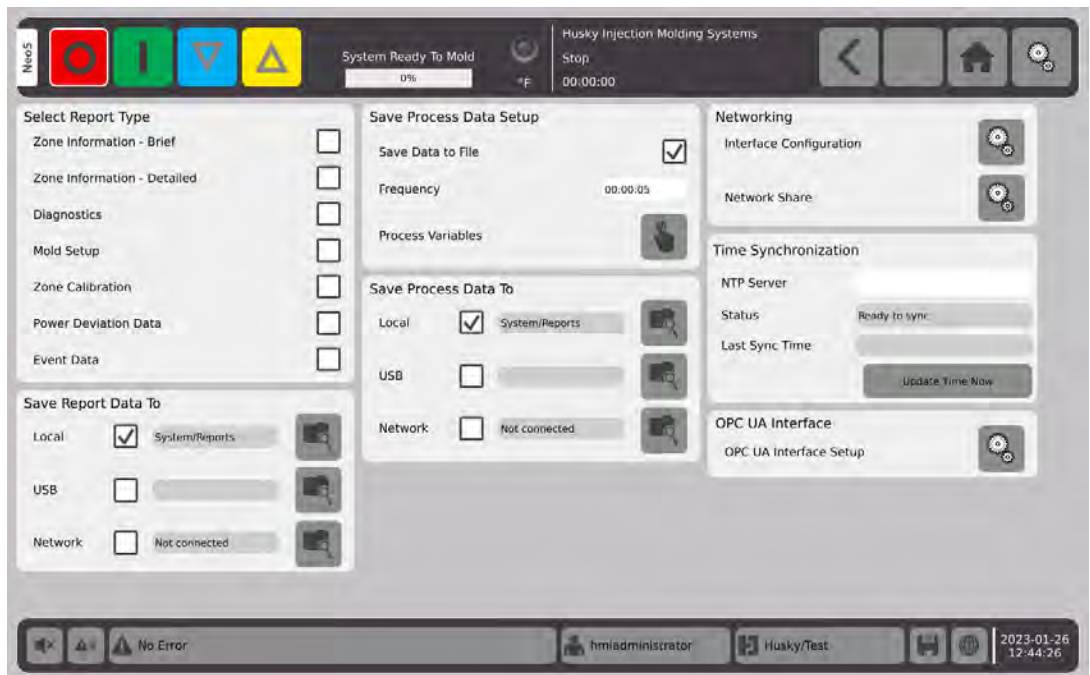 Neo5
System Ready To Mold
0%
°F
Husky Injection Molding Systems
Stop
00:00:00
Select Report Type
Zone Information - Brief
Zone Information - Detailed
Diagnostics
Mold Setup
Zone Calibration
Power Deviation Data
Event Data
Save Report Data To
Local
System/Reports
USB
Network
Not connected
Save Process Data Setup
Save Data to File
Frequency
00:00:05
Process Variables
Save Process Data To
Local
System/Reports
USB
Network
Not connected
Networking
Interface Configuration
Network Share
Time Synchronization
NTP Server
Status
Ready to sync
Last Sync Time
Update Time Now
OPC UA Interface
OPC UA Interface Setup
No Error
hmiadministrator
Husky/Test
2023-01-26
12:44:26